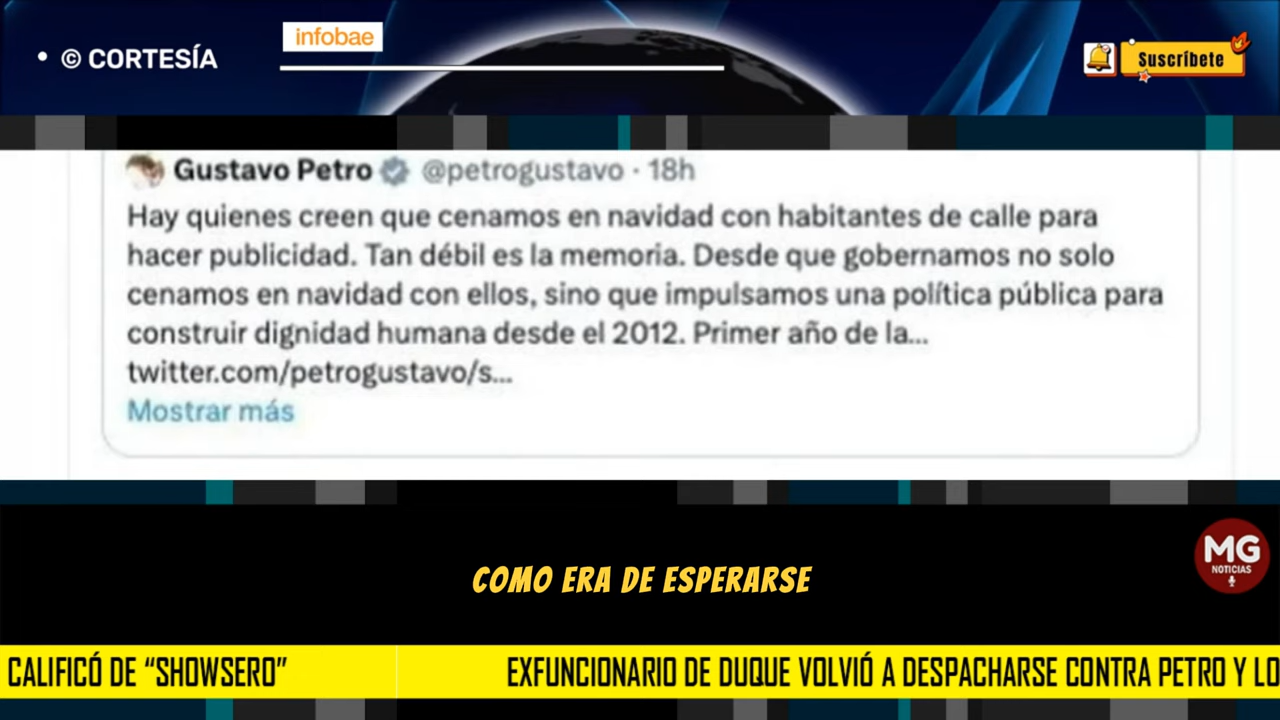 • © CORTESÍA
infobae
Suscríbete
Gustavo Petro @petrogustavo · 18h
Hay quienes creen que cenamos en navidad con habitantes de calle para
hacer publicidad. Tan débil es la memoria. Desde que gobernamos no solo
cenamos en navidad con ellos, sino que impulsamos una política pública para
construir dignidad humana desde el 2012. Primer año de la...
twitter.com/petrogustavo/s...
Mostrar más
MG
NOTICIAS
COMO ERA DE ESPERARSE
CALIFICÓ DE “SHOWSERO” EXFUNCIONARIO DE DUQUE VOLVIÓ A DESPACHARSE CONTRA PETRO Y LO